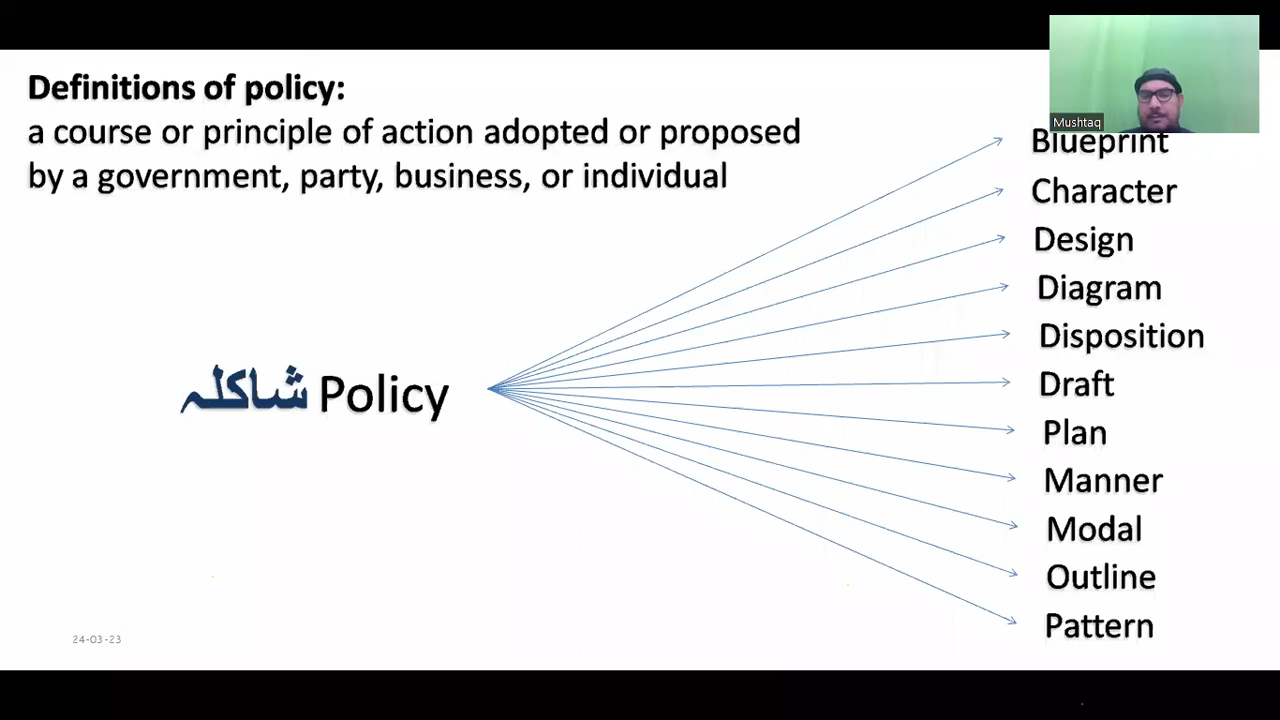 Definitions of policy:
a course or principle of action adopted or proposed
by a government, party, business, or individual
Mushtaq
Blueprint
Character
Design
Diagram
Disposition
شاکلہ Policy
Draft
Plan
Manner
Modal
Outline
Pattern
24-03-23